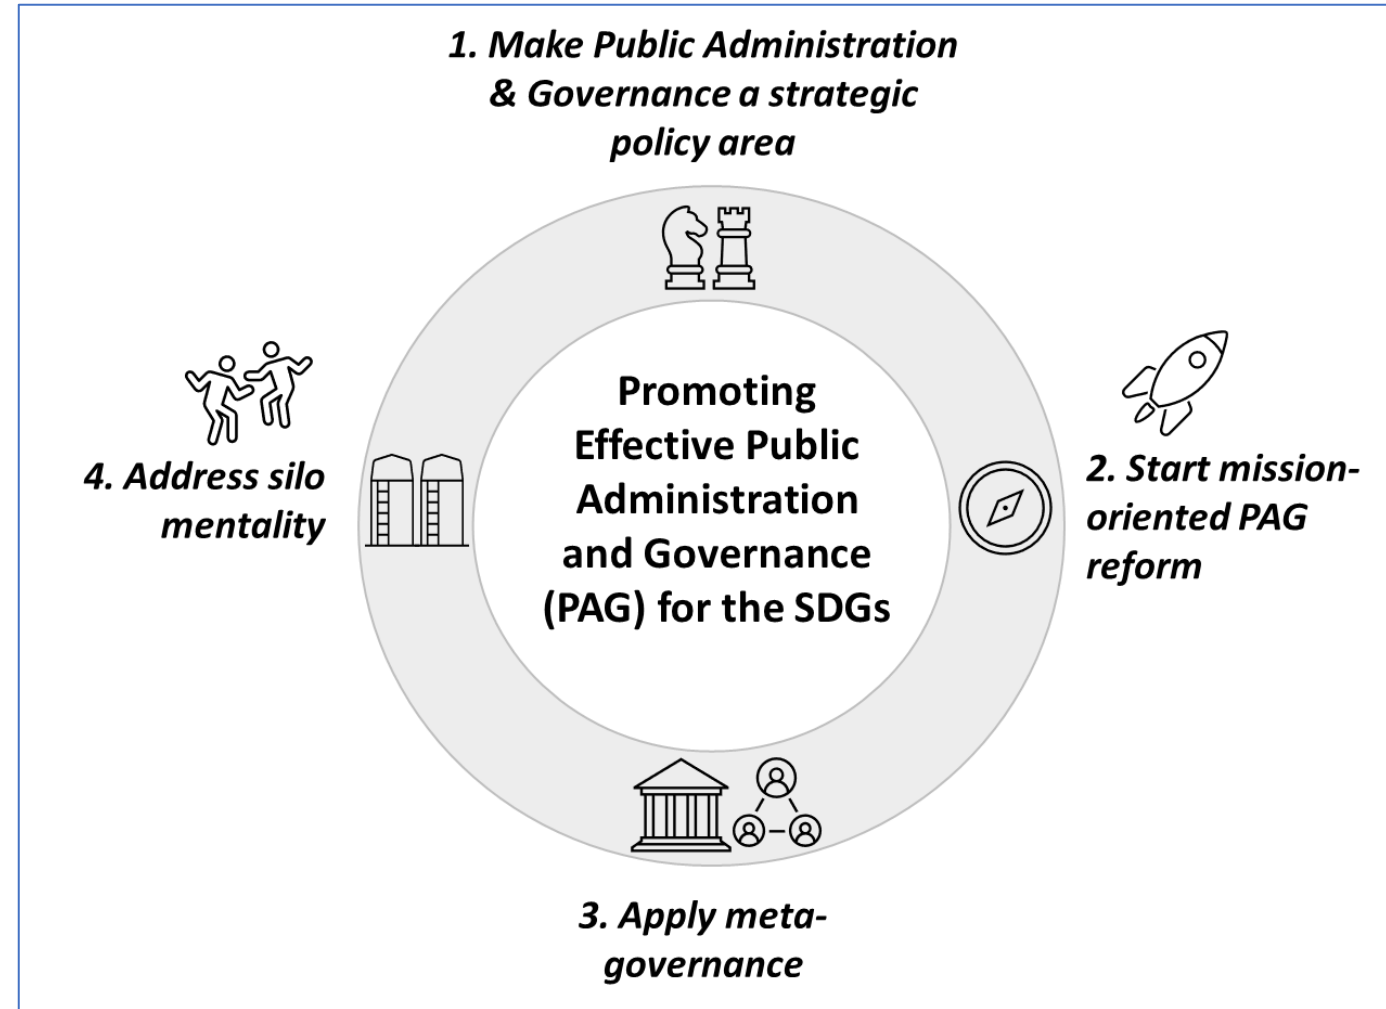 1. Make Public Administration
& Governance a strategic
policy area
Promoting
Effective Public
Administration
and Governance
(PAG) for the SDGs
2. Start mission-
oriented PAG
reform
3. Apply meta-
governance
4. Address silo
mentality